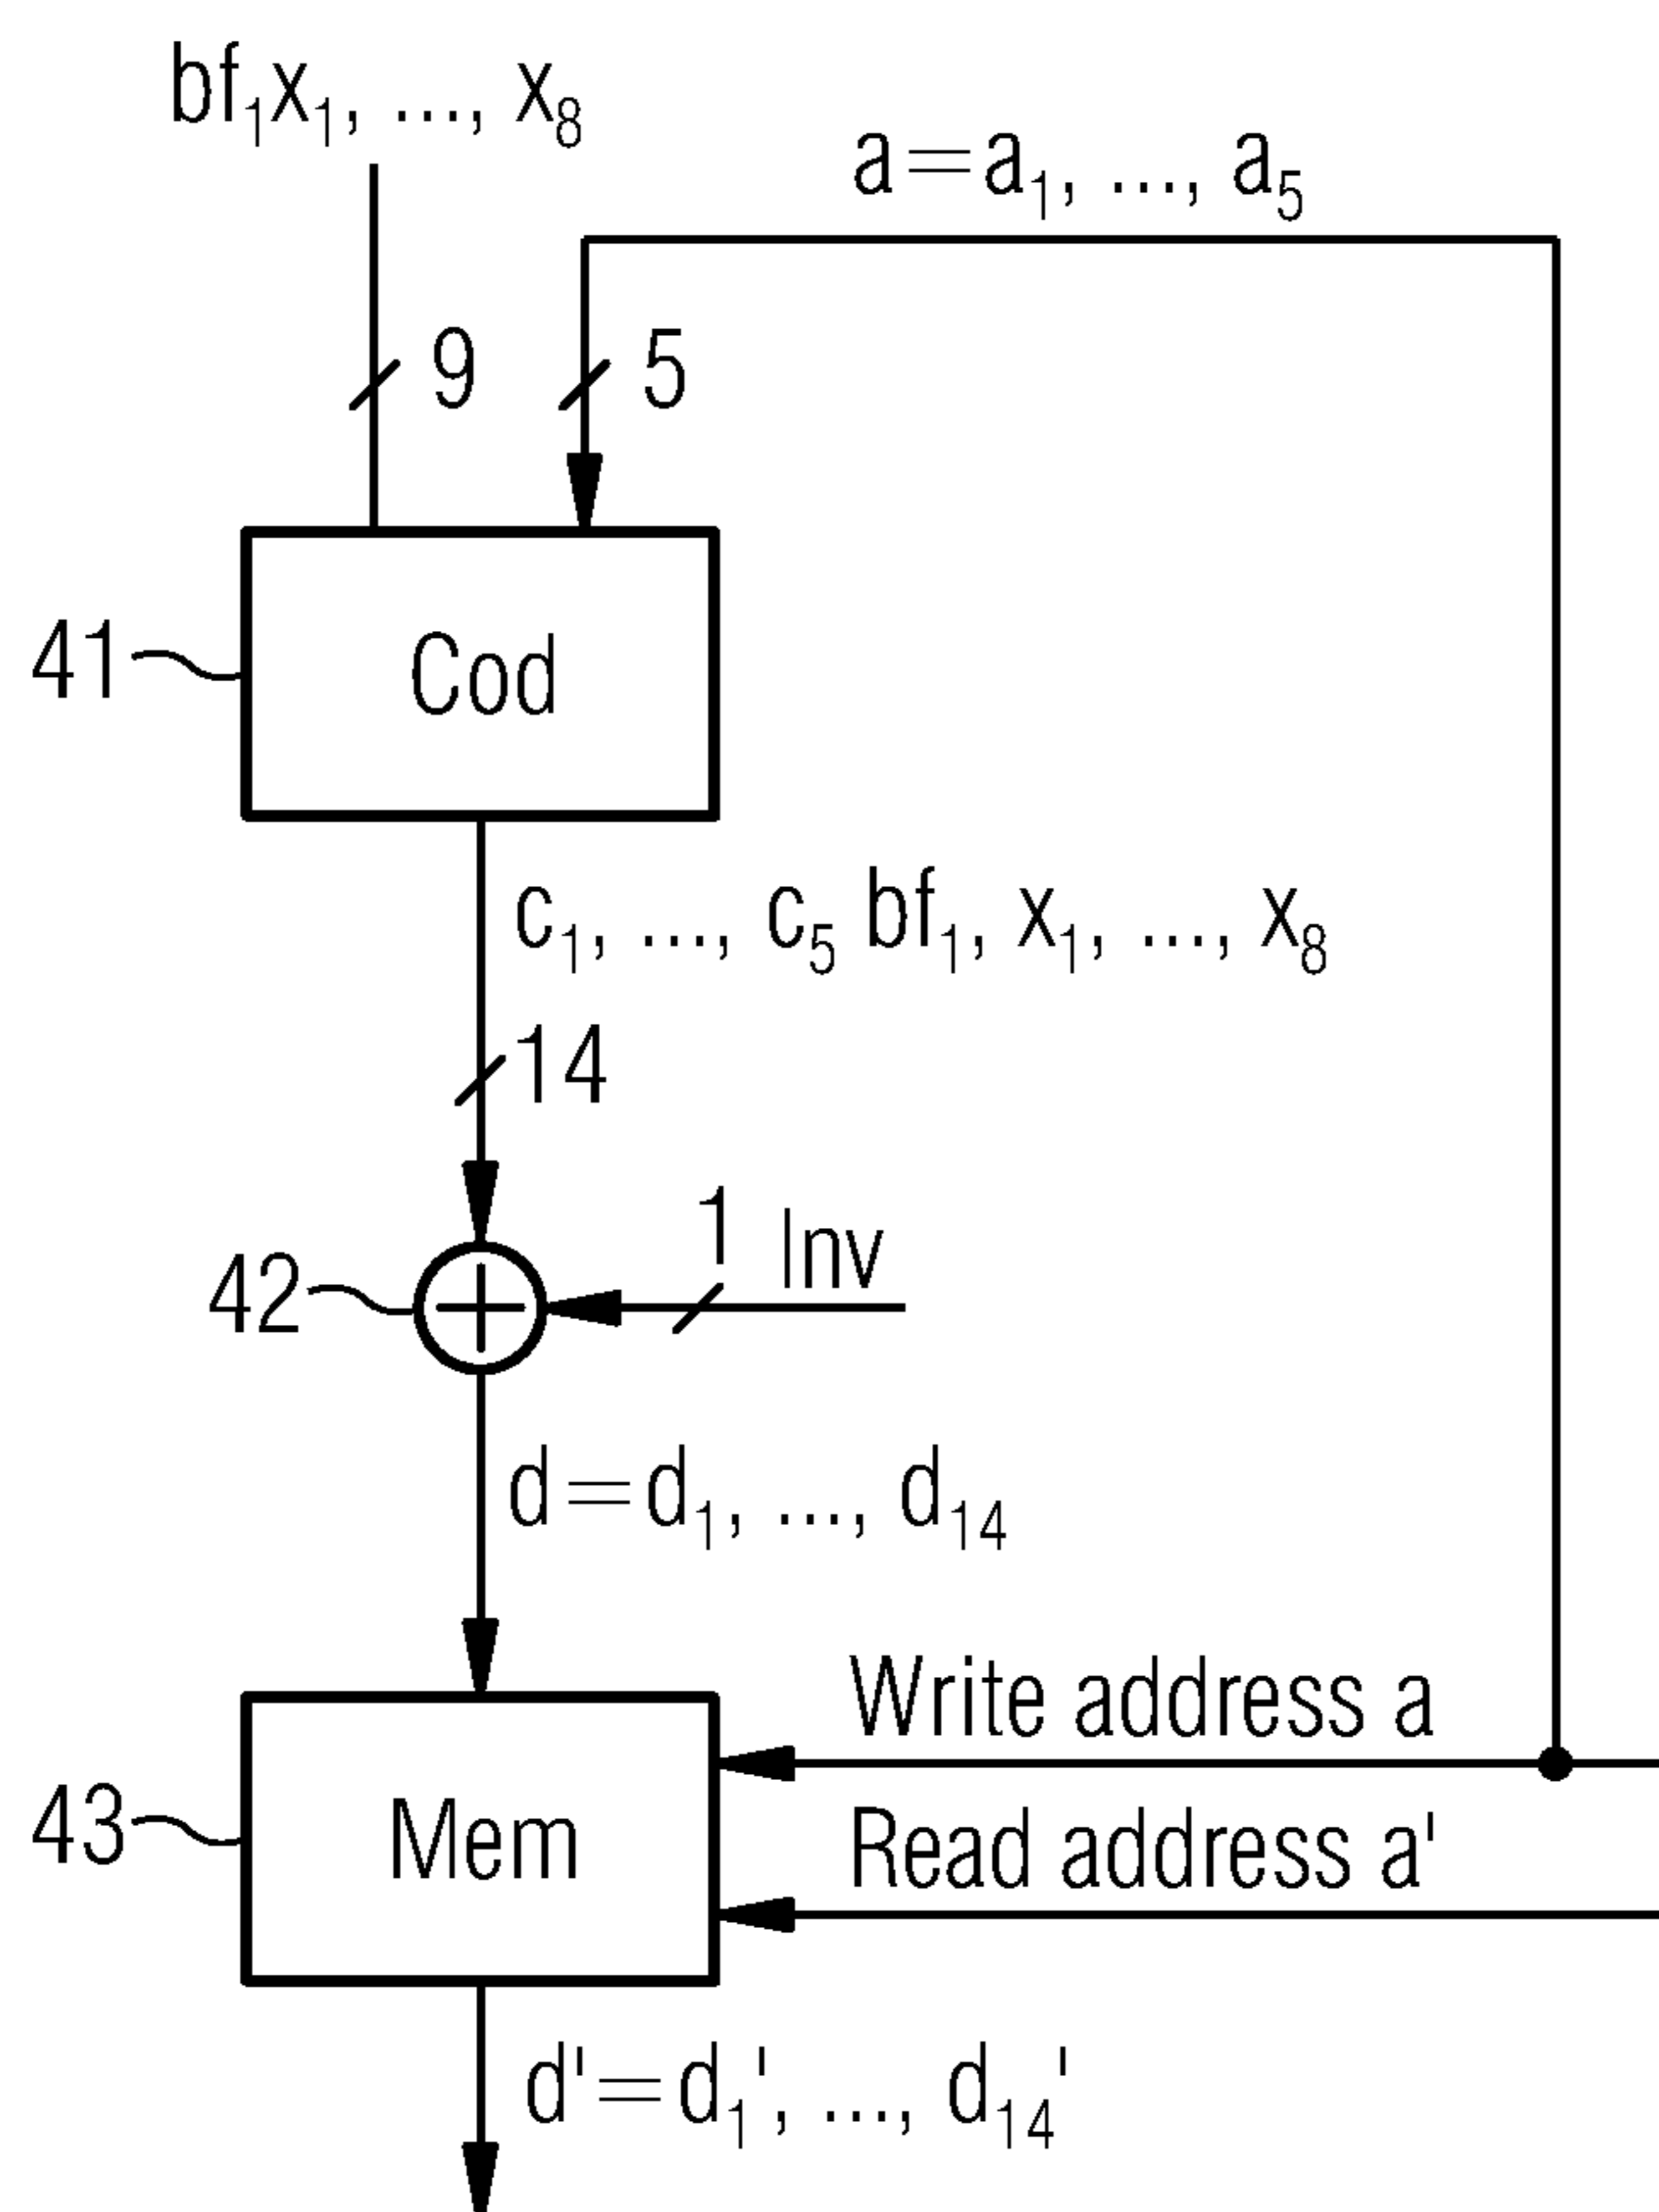 bf₁x₁, ..., x₈
a=a₁, ..., a₅
9
5
41
Cod
c₁, ..., c₅ bf₁, x₁, ..., x₈
14
1 Inv
42
d=d₁, ..., d₁₄
Write address a
43
Mem
Read address a'
d'=d₁', ..., d₁₄'